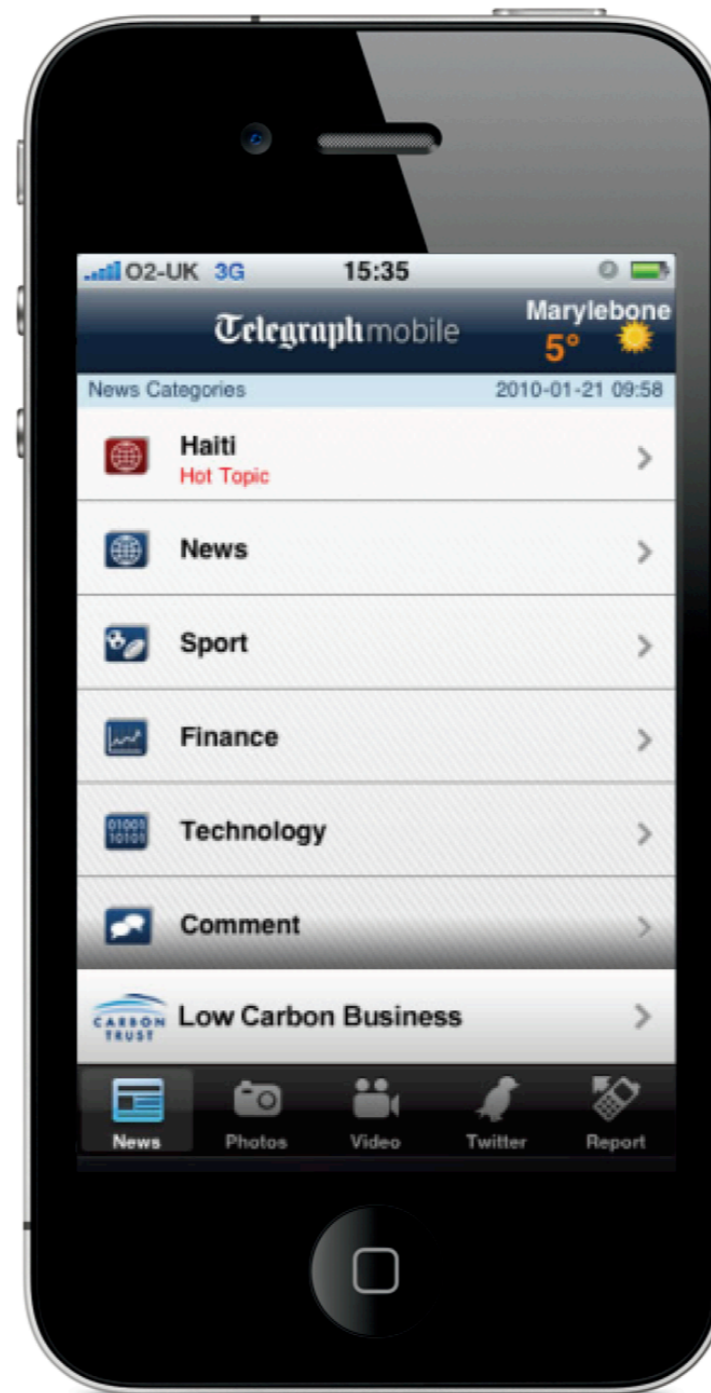 O2-UK 3G 15:35
Telegraph mobile Marylebone
5°
News Categories 2010-01-21 09:58
Haiti
Hot Topic
News
Sport
Finance
01001
10101
Technology
Comment
CARBON
TRUST
Low Carbon Business
News Photos Video Twitter Report